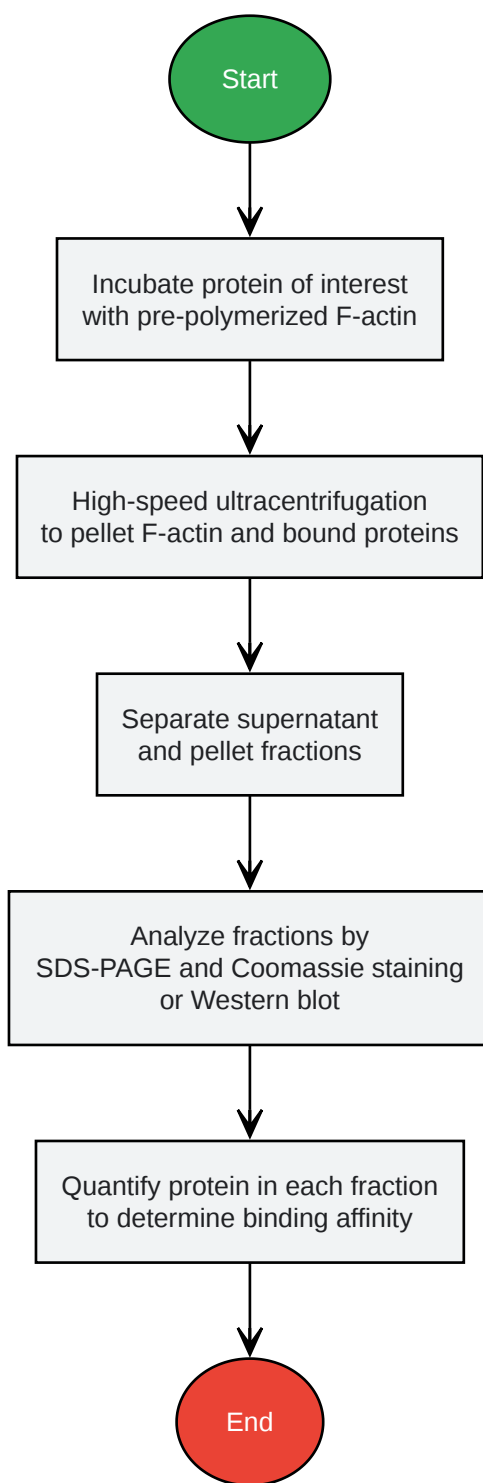 Start
Incubate protein of interest
with pre-polymerized F-actin
High-speed ultracentrifugation
to pellet F-actin and bound proteins
Separate supernatant
and pellet fractions
Analyze fractions by
SDS-PAGE and Coomassie staining
or Western blot
Quantify protein in each fraction
to determine binding affinity
End